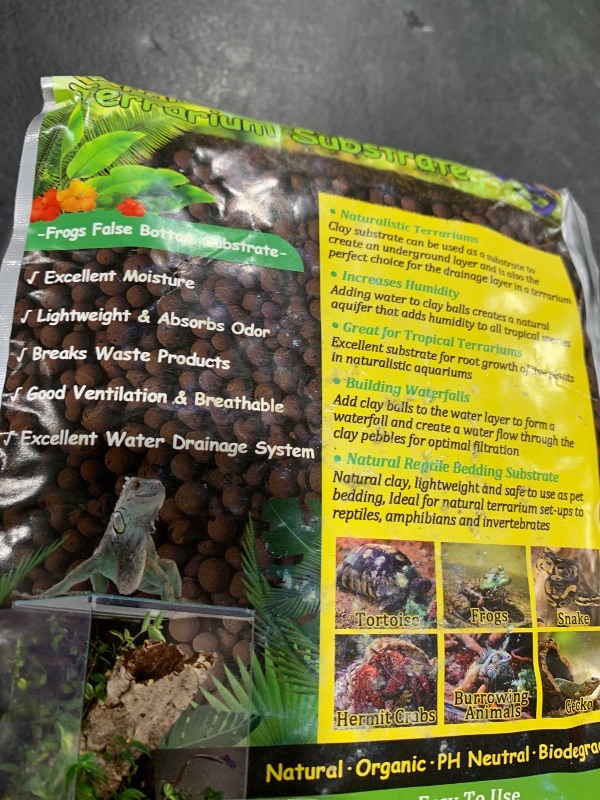 Terrarium Substrate
-Frogs False Bottom Substrate-
√ Excellent Moisture
√ Lightweight & Absorbs Odor
√ Breaks Waste Products
√ Good Ventilation & Breathable
√ Excellent Water Drainage System
• Naturalistic Terrariums
Clay substrate can be used as a substrate to
create an underground layer and is also the
perfect choice for the drainage layer in a terrarium
• Increases Humidity
Adding water to clay balls creates a natural
aquifer that adds humidity to all tropical species
• Great for Tropical Terrariums
Excellent substrate for root growth of live plants
in naturalistic aquariums
• Building Waterfalls
Add clay balls to the water layer to form a
waterfall and create a water flow through the
clay pebbles for optimal filtration
• Natural Regale Bedding Substrate
Natural clay, lightweight and safe to use as pet
bedding, Ideal for natural terrarium set-ups to
reptiles, amphibians and invertebrates
Tortoise
Frogs
Snake
Hermit Crabs
Burrowing
Animals
Gecko
Natural · Organic · PH Neutral · Biodegra
Easy To Use